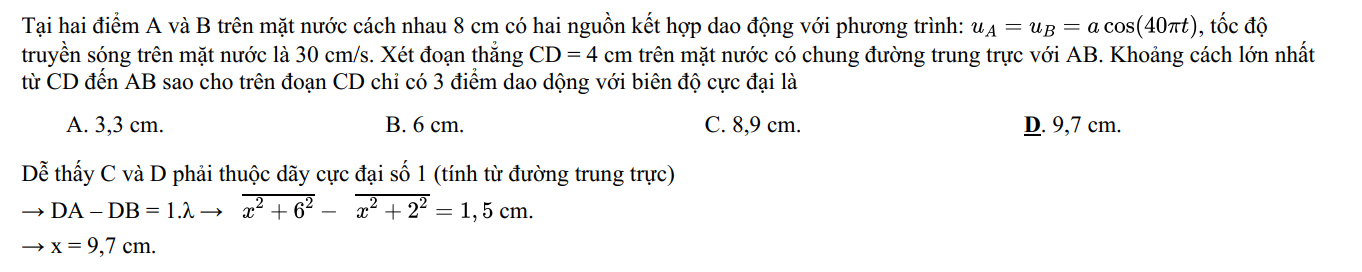 Tại hai điểm A và B trên mặt nước cách nhau 8 cm có hai nguồn kết hợp dao động với phương trình: u_A = u_B = a cos(40πt), tốc độ
truyền sóng trên mặt nước là 30 cm/s. Xét đoạn thẳng CD = 4 cm trên mặt nước có chung đường trung trực với AB. Khoảng cách lớn nhất
từ CD đến AB sao cho trên đoạn CD chỉ có 3 điểm dao dộng với biên độ cực đại là
A. 3,3 cm. B. 6 cm. C. 8,9 cm. D. 9,7 cm.
Dễ thấy C và D phải thuộc dãy cực đại số 1 (tính từ đường trung trực)
→ DA – DB = 1.λ → \overline{x^2 + 6^2} − \overline{x^2 + 2^2} = 1,5 cm.
→ x = 9,7 cm.